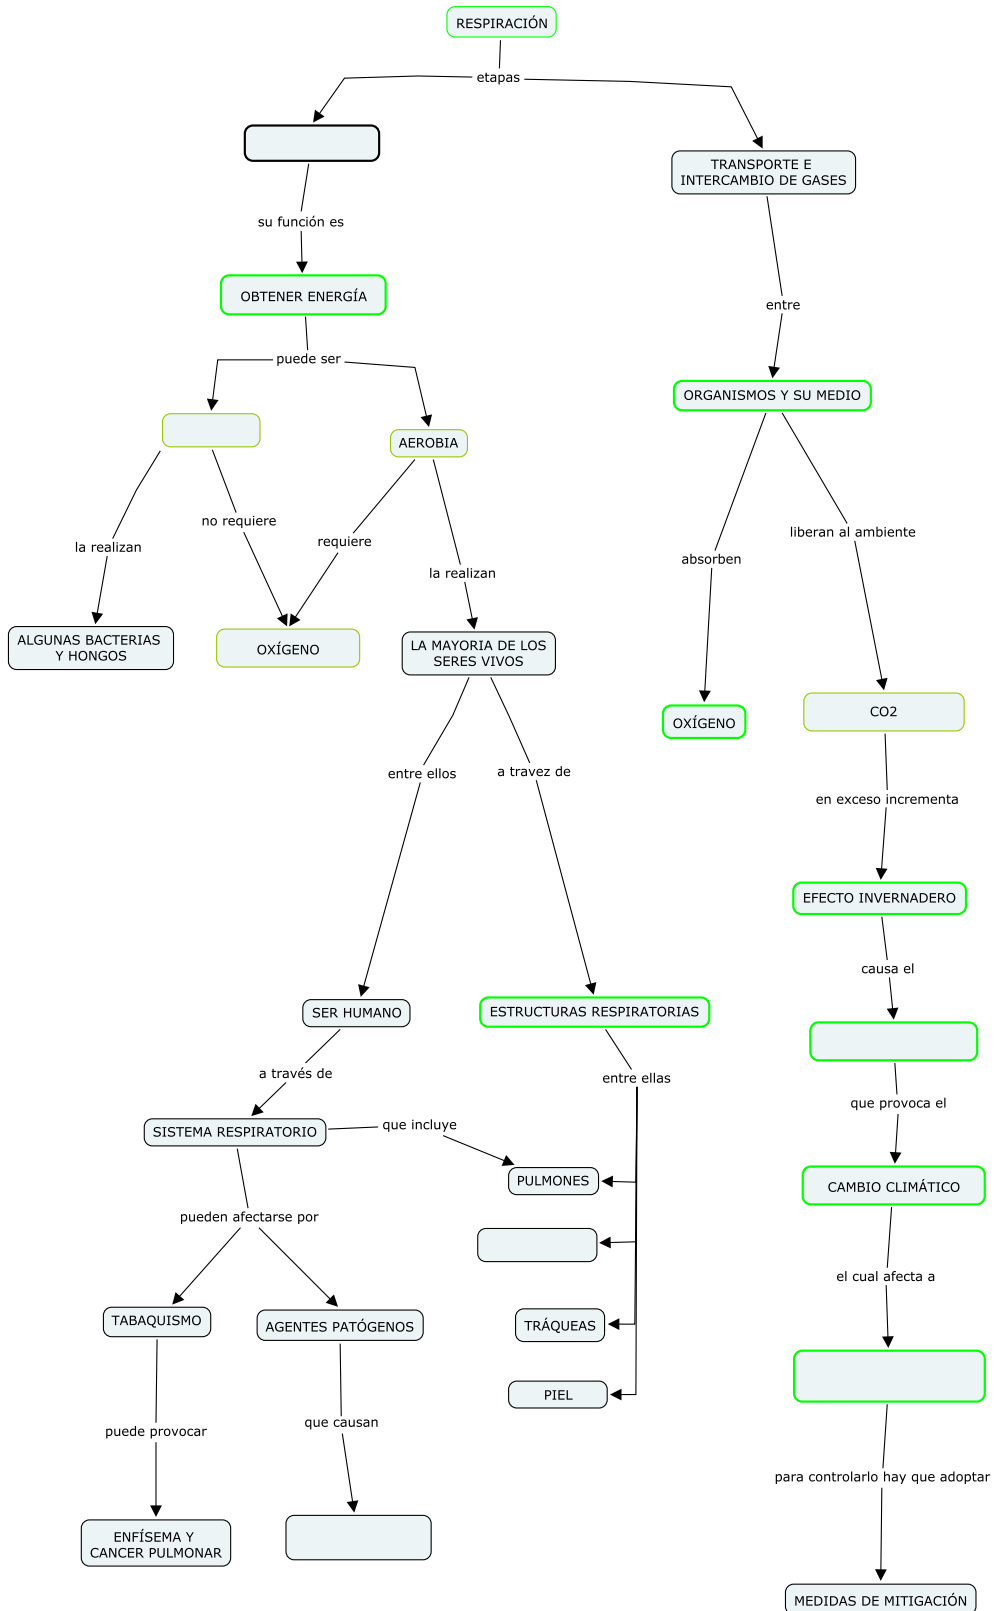 RESPIRACIÓN
etapas
TRANSPORTE E
INTERCAMBIO DE GASES
su función es
OBTENER ENERGÍA
entre
puede ser
ORGANISMOS Y SU MEDIO
AEROBIA
no requiere
liberan al ambiente
requiere
la realizan
absorben
la realizan
ALGUNAS BACTERIAS
Y HONGOS
OXÍGENO
LA MAYORIA DE LOS
SERES VIVOS
CO2
OXÍGENO
entre ellos
a travez de
en exceso incrementa
EFECTO INVERNADERO
causa el
SER HUMANO
ESTRUCTURAS RESPIRATORIAS
a través de
entre ellas
que provoca el
SISTEMA RESPIRATORIO
que incluye
PULMONES
CAMBIO CLIMÁTICO
pueden afectarse por
el cual afecta a
TABAQUISMO
AGENTES PATÓGENOS
TRÁQUEAS
PIEL
puede provocar
que causan
para controlarlo hay que adoptar
ENFÍSEMA Y
CANCER PULMONAR
MEDIDAS DE MITIGACIÓN